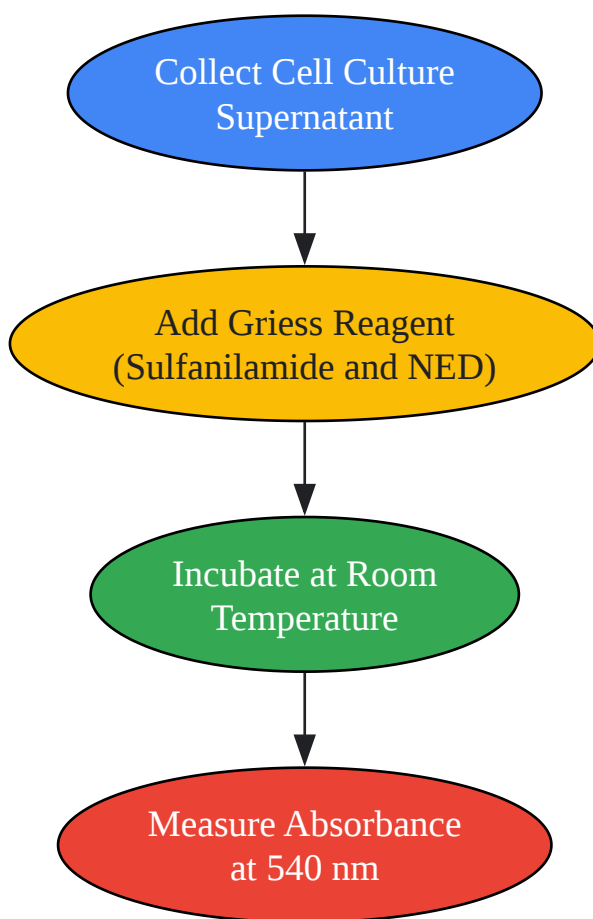 Collect Cell Culture
Supernatant
Add Griess Reagent
(Sulfanilamide and NED)
Incubate at Room
Temperature
Measure Absorbance
at 540 nm